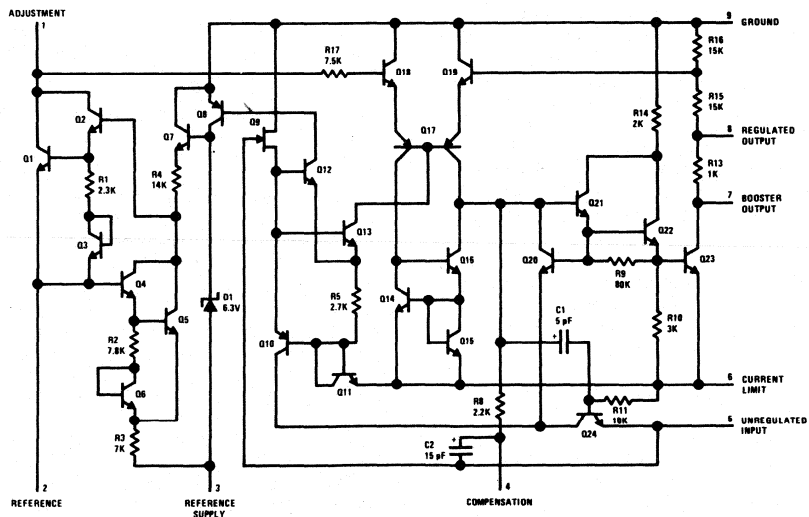 ADJUSTMENT
1
9 GROUND
R17
7.5K
R16
15K
Q18
Q19
Q2
Q8
R15
15K
R14
2K
Q7
Q9
Q17
8 REGULATED
OUTPUT
Q1
Q12
R1
2.3K
R4
14K
R13
1K
Q21
7 BOOSTER
OUTPUT
Q13
Q22
Q3
Q20
Q16
Q23
R9
80K
Q4
D1
6.3V
R5
2.7K
Q14
Q5
C1
5 pF
+
R10
3K
R2
7.8K
Q10
Q15
6 CURRENT
LIMIT
Q6
Q11
R8
2.2K
R11
10K
5 UNREGULATED
INPUT
R3
7K
Q24
C2
15 pF
+
2
REFERENCE
3
REFERENCE
SUPPLY
4
COMPENSATION